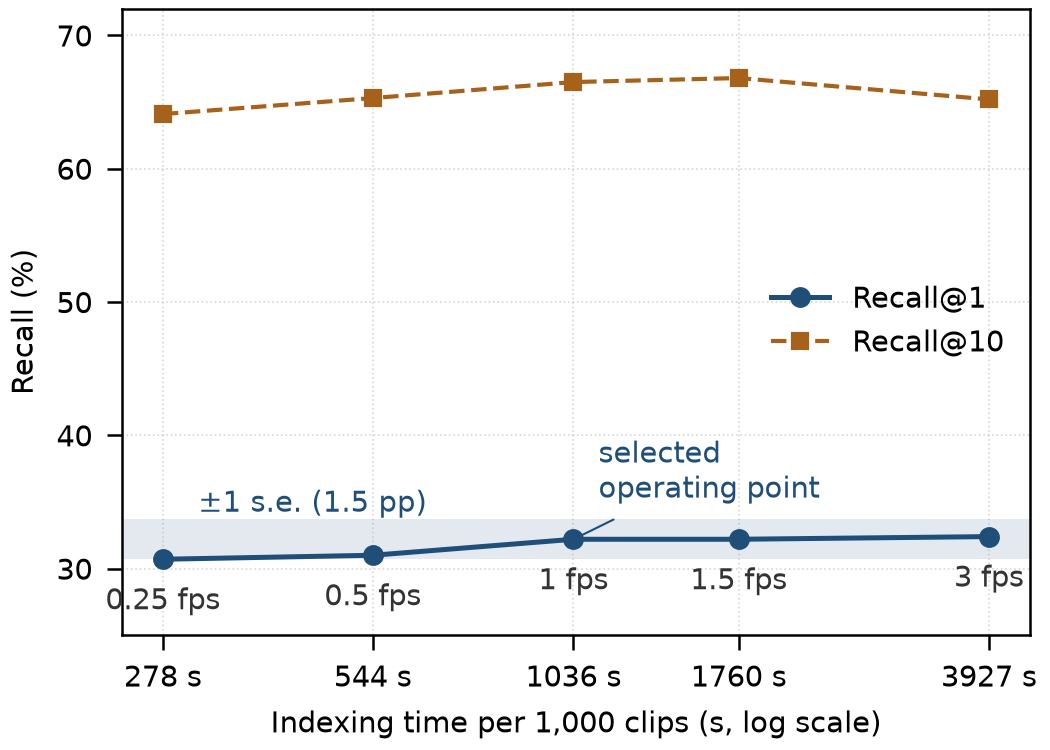 70
60
50
40
30
Recall (%)
Recall@1
Recall@10
selected
operating point
±1 s.e. (1.5 pp)
0.25 fps
0.5 fps
1 fps
1.5 fps
3 fps
278 s
544 s
1036 s
1760 s
3927 s
Indexing time per 1,000 clips (s, log scale)